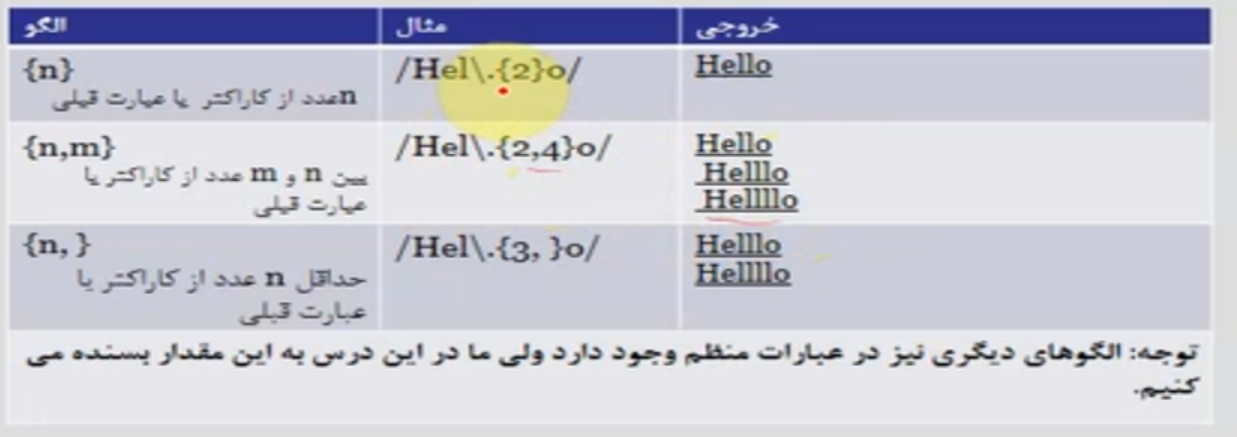 الگو
مثال
خروجی
{n}
nعدد از کاراکتر یا عبارت قبلی
/Hel\.{2}o/
Hello
{n,m}
بین n و m عدد از کاراکتر یا
عبارت قبلی
/Hel\.{2,4}o/
Hello
Helllo
Hellllo
{n, }
حداقل n عدد از کاراکتر یا
عبارت قبلی
/Hel\.{3, }o/
Helllo
Hellllo
توجه: الگوهای دیگری نیز در عبارات منظم وجود دارد ولی ما در این درس به این مقدار بسنده می
کنیم.